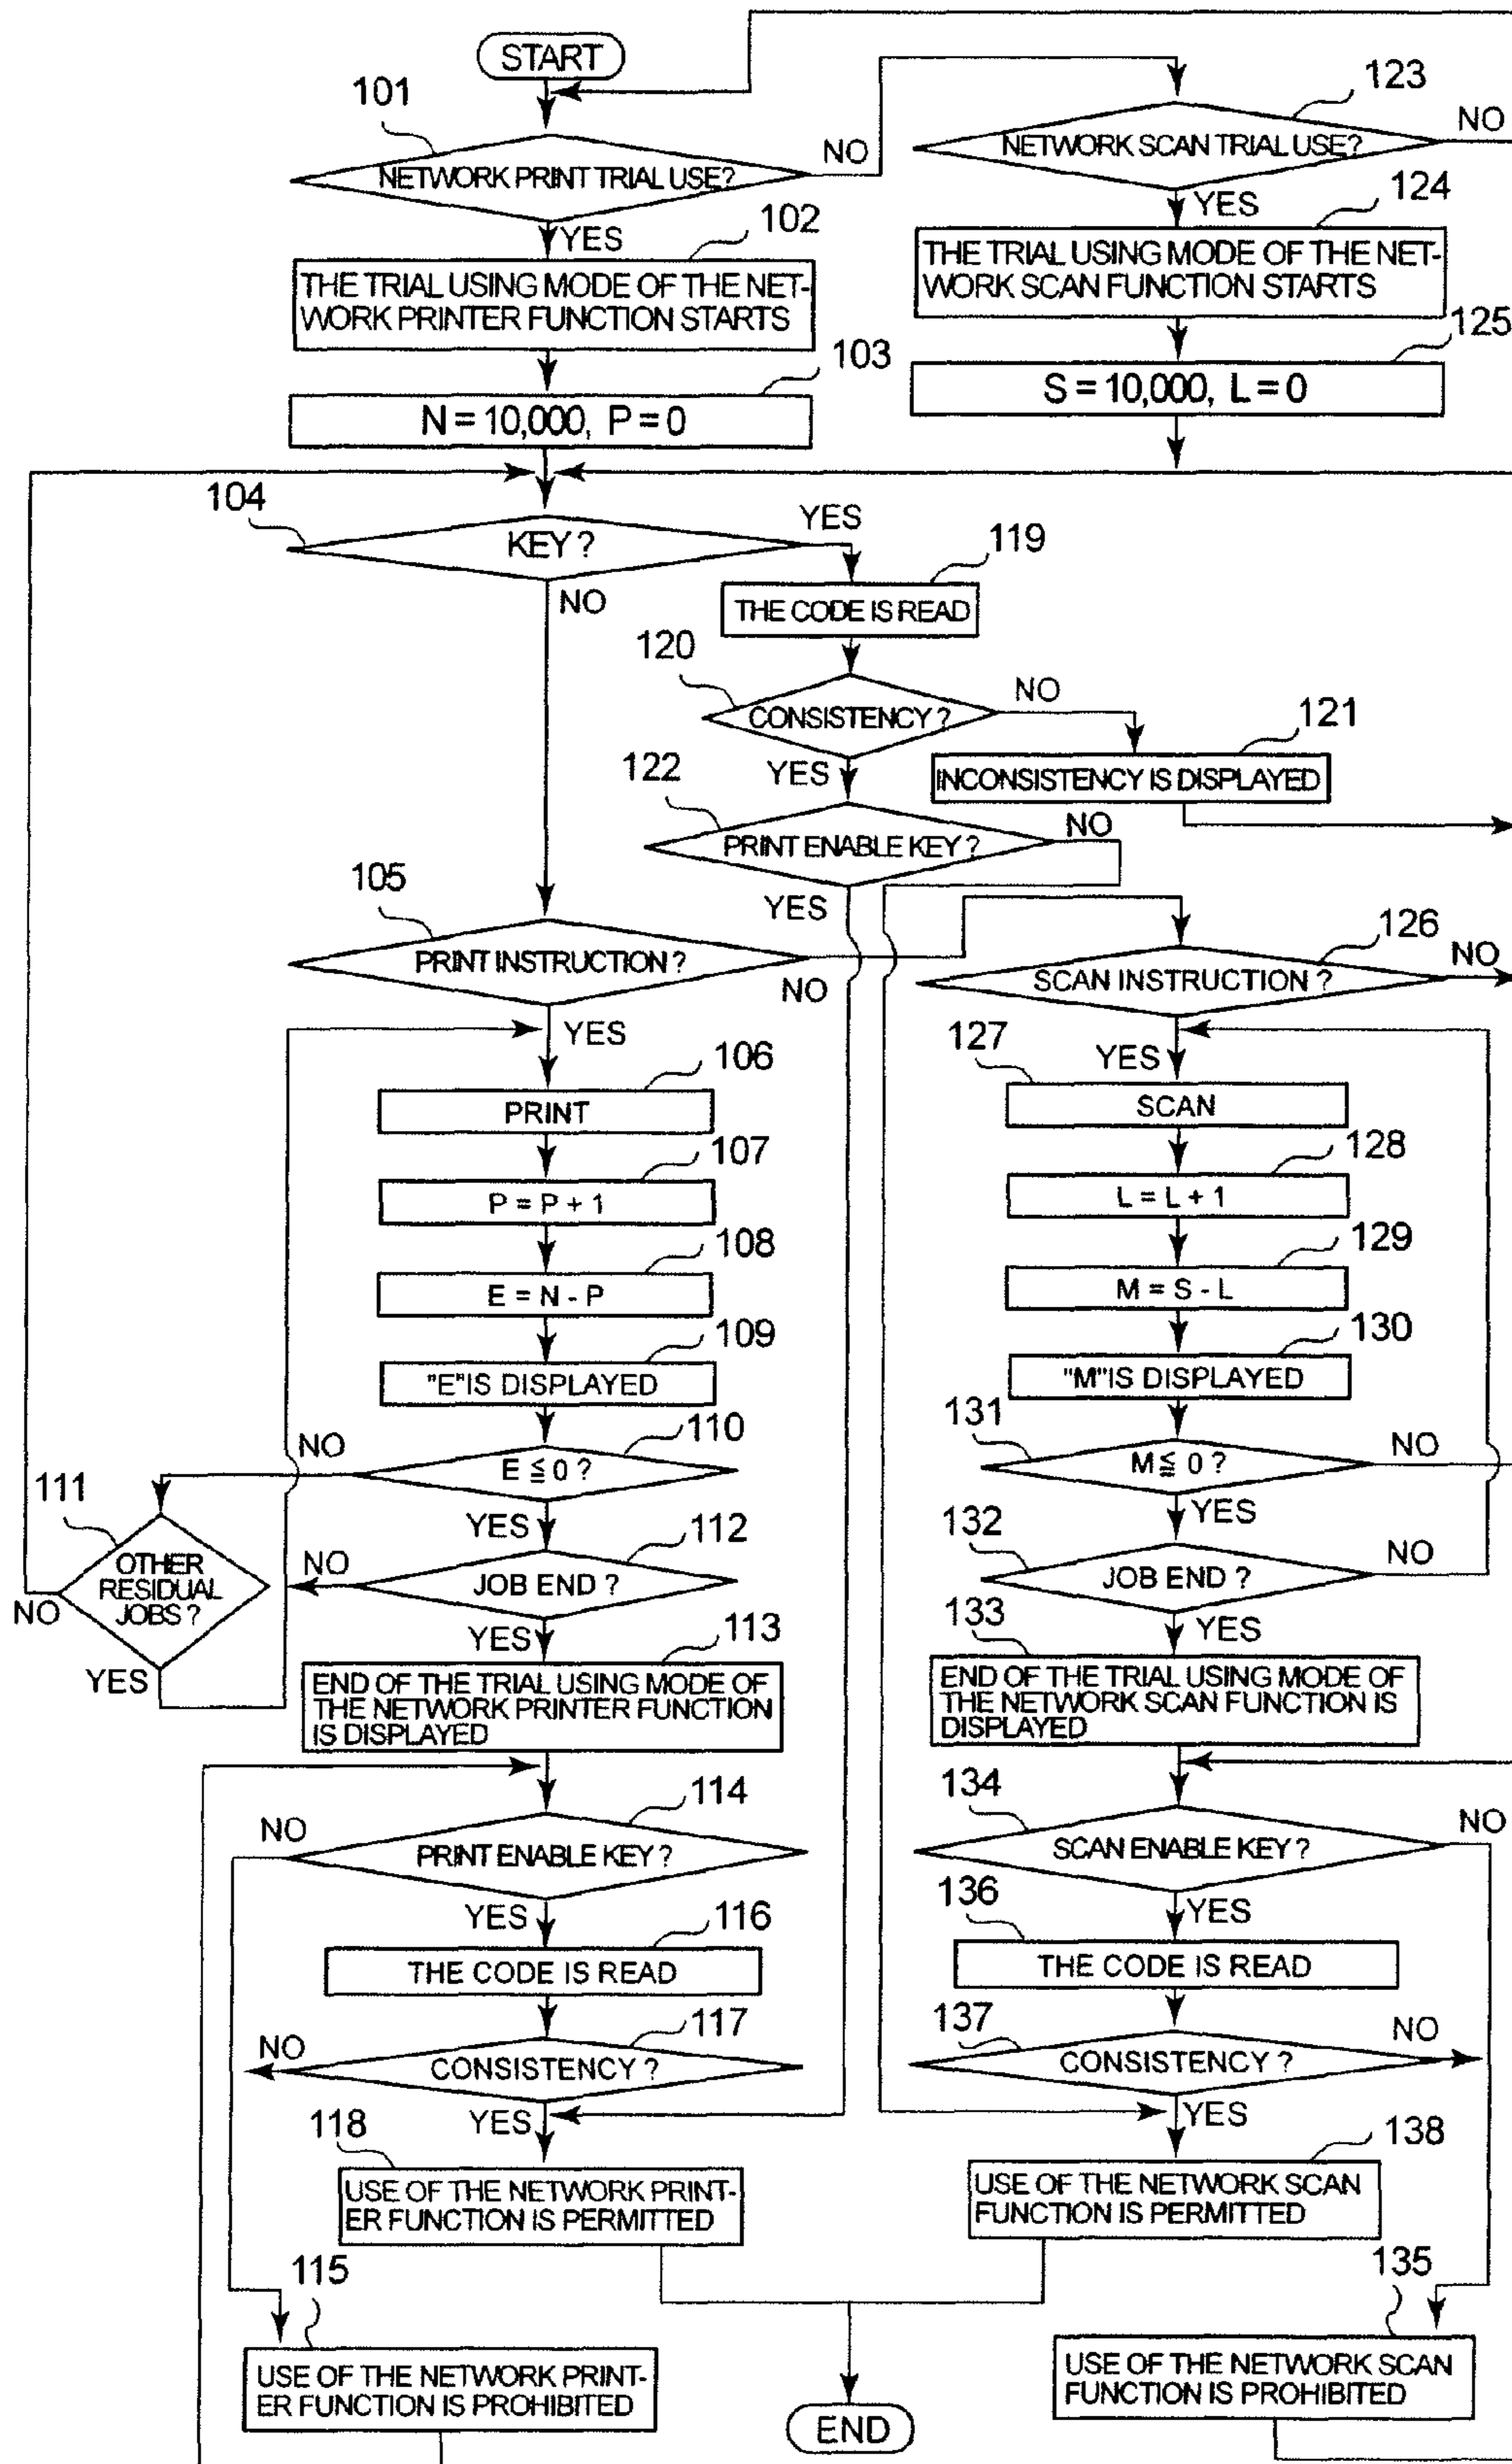 START
101
NETWORK PRINT TRIAL USE?
NO
YES
102
THE TRIAL USING MODE OF THE NET-
WORK PRINTER FUNCTION STARTS
103
N = 10,000, P = 0
123
NETWORK SCAN TRIAL USE?
NO
YES
124
THE TRIAL USING MODE OF THE NET-
WORK SCAN FUNCTION STARTS
125
S = 10,000, L = 0
104
KEY ?
YES
NO
119
THE CODE IS READ
120
CONSISTENCY ?
NO
YES
121
INCONSISTENCY IS DISPLAYED
122
PRINT ENABLE KEY ?
NO
YES
105
PRINT INSTRUCTION ?
NO
YES
106
PRINT
107
P = P + 1
108
E = N - P
109
"E" IS DISPLAYED
110
E ≦ 0 ?
NO
YES
111
OTHER
RESIDUAL
JOBS ?
NO
YES
112
JOB END ?
NO
YES
113
END OF THE TRIAL USING MODE OF
THE NETWORK PRINTER FUNCTION
IS DISPLAYED
114
PRINT ENABLE KEY ?
NO
YES
116
THE CODE IS READ
117
CONSISTENCY ?
NO
YES
118
USE OF THE NETWORK PRINT-
ER FUNCTION IS PERMITTED
115
USE OF THE NETWORK PRINT-
ER FUNCTION IS PROHIBITED
126
SCAN INSTRUCTION ?
NO
YES
127
SCAN
128
L = L + 1
129
M = S - L
130
"M" IS DISPLAYED
131
M ≦ 0 ?
NO
YES
132
JOB END ?
NO
YES
133
END OF THE TRIAL USING MODE OF
THE NETWORK SCAN FUNCTION IS
DISPLAYED
134
SCAN ENABLE KEY ?
NO
YES
136
THE CODE IS READ
137
CONSISTENCY ?
NO
YES
138
USE OF THE NETWORK SCAN
FUNCTION IS PERMITTED
135
USE OF THE NETWORK SCAN
FUNCTION IS PROHIBITED
END